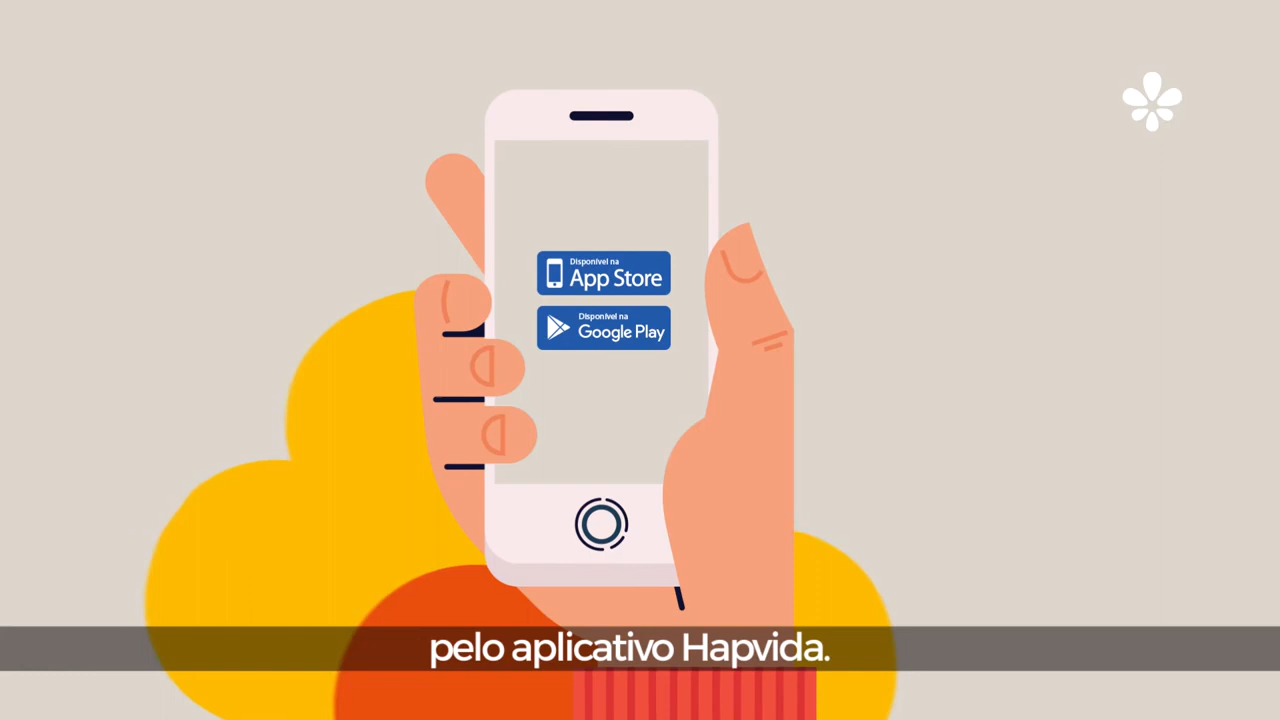 Disponível na
App Store
Disponível na
Google Play
pelo aplicativo Hapvida.